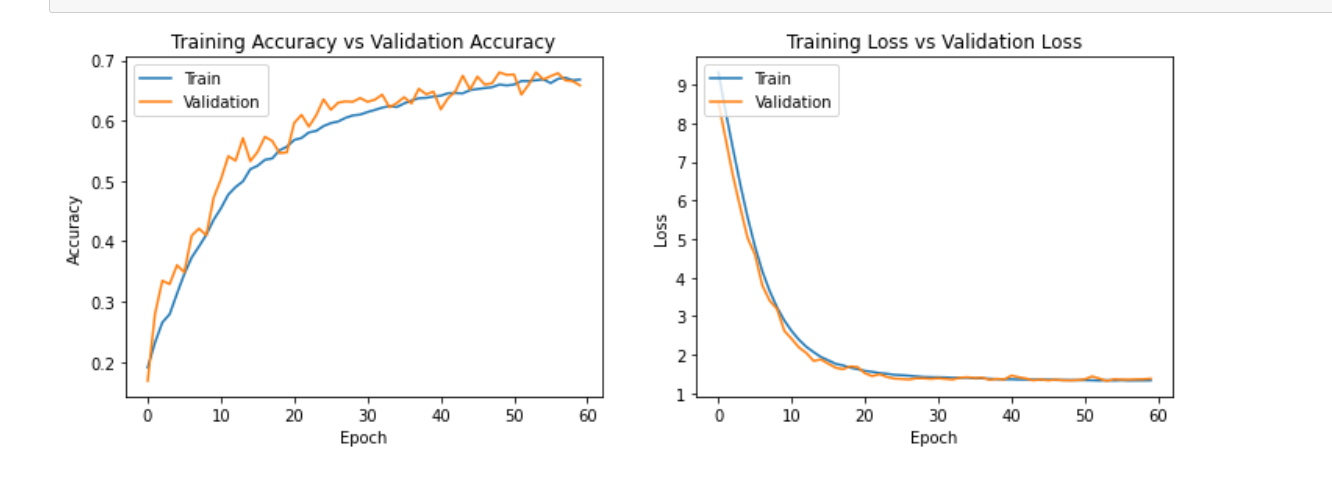 Training Accuracy vs Validation Accuracy
0.7
0.6
0.5
0.4
0.3
0.2
Accuracy
Train
Validation
0 10 20 30 40 50 60
Epoch
Training Loss vs Validation Loss
9
8
7
6
5
4
3
2
1
Loss
Train
Validation
0 10 20 30 40 50 60
Epoch